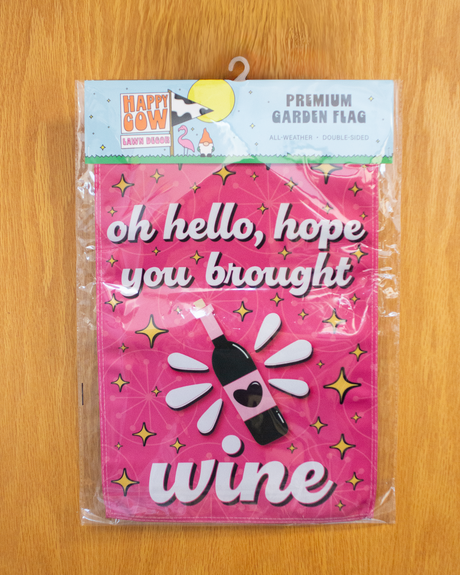 HAPPY
COW
LAWN DECOR
PREMIUM
GARDEN FLAG
ALL-WEATHER • DOUBLE-SIDED
oh hello, hope
you brought
wine